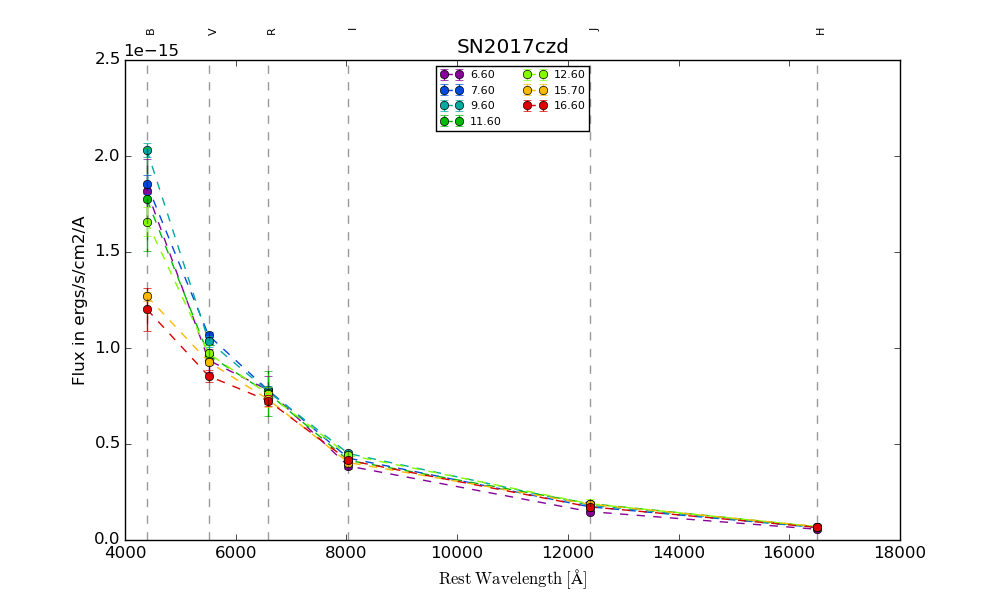 B V R I J H
1e−15
SN2017czd
2.5
2.0
1.5
1.0
0.5
0.0
Flux in ergs/s/cm2/A
6.60
7.60
9.60
11.60
12.60
15.70
16.60
4000 6000 8000 10000 12000 14000 16000 18000
Rest Wavelength [Å]